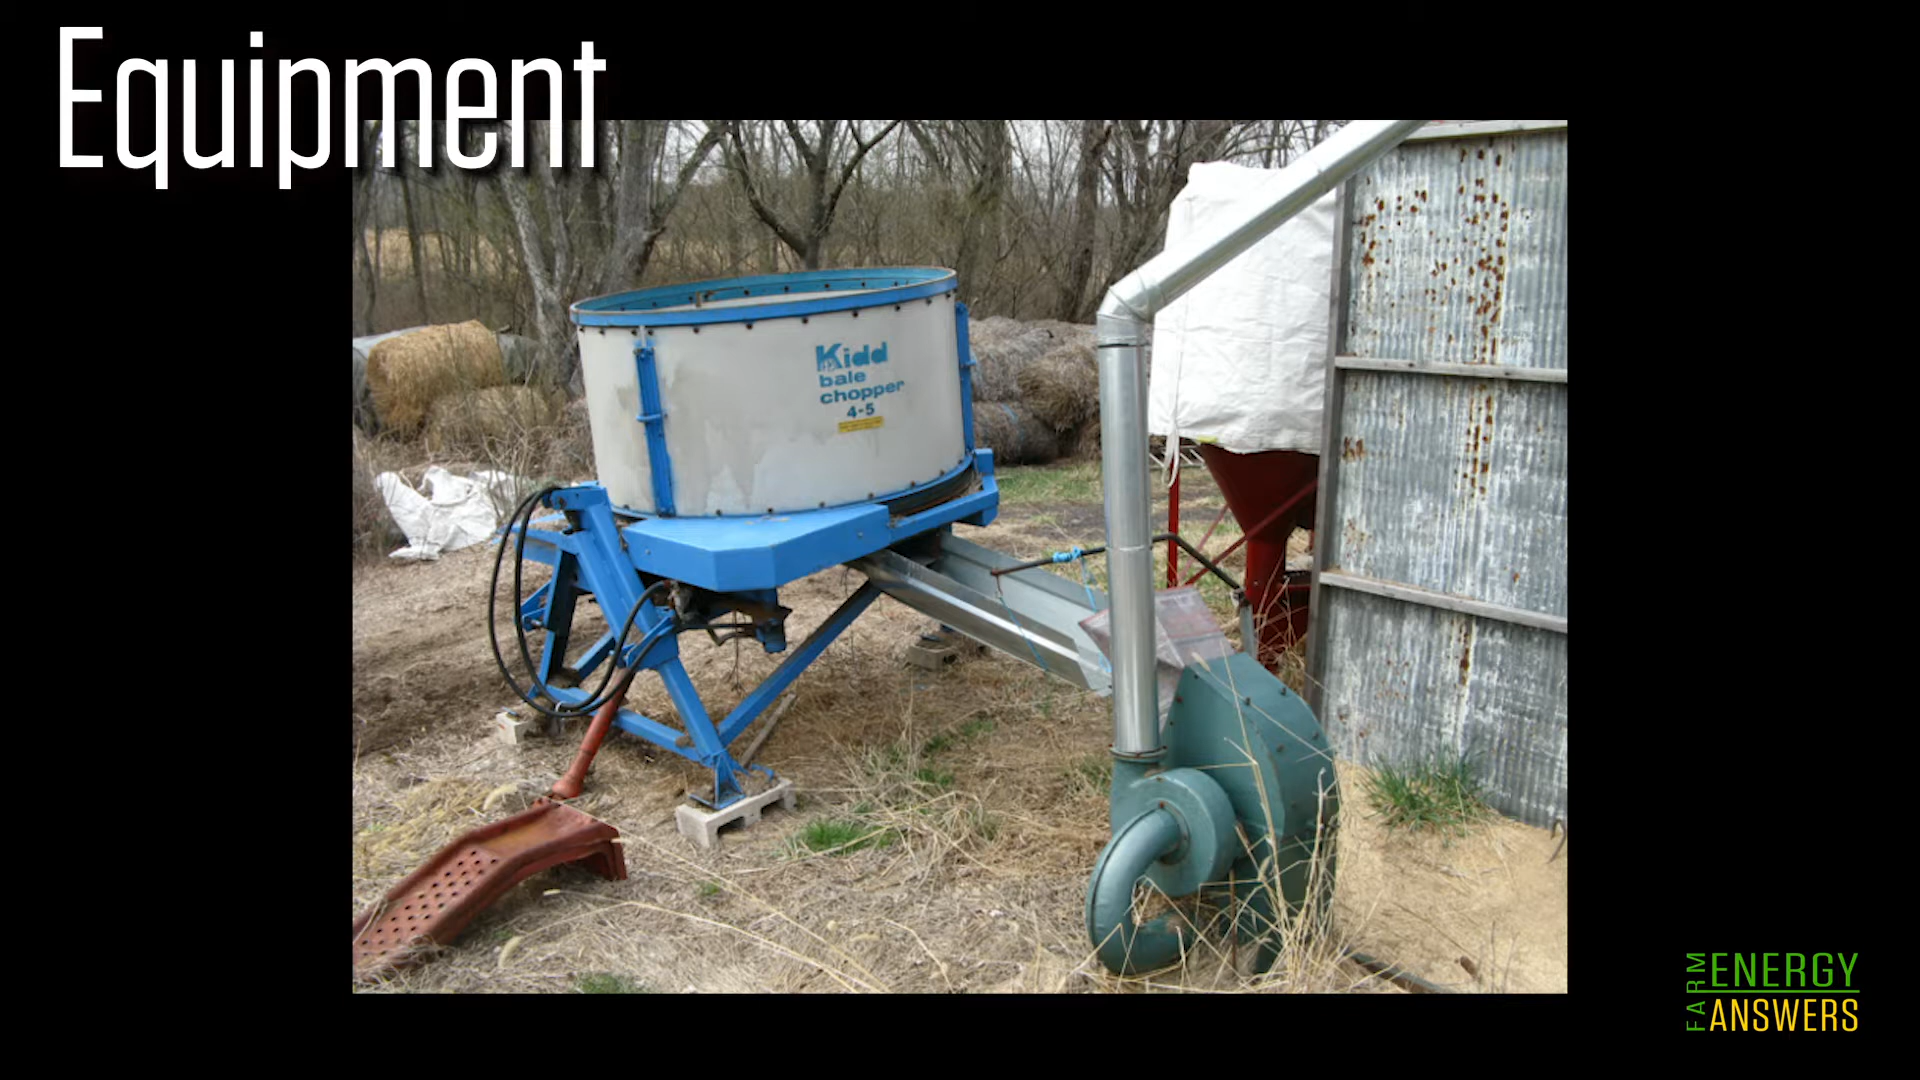 Equipment
Kidd
bale
chopper
4-5
FARM
ENERGY
ANSWERS